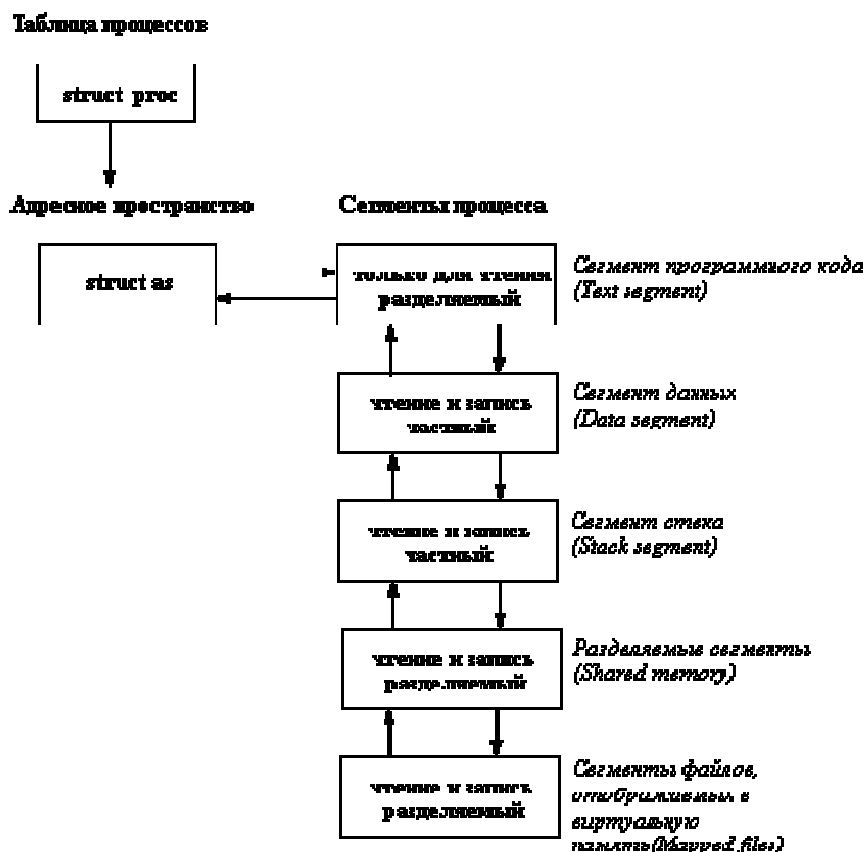 Таблица процессов
struct proc
Адресное пространство
Сегменты процесса
struct as
только для чтения
разделяемый
Сегмент программного кода
(Text segment)
чтение и запись
частный
Сегмент данных
(Data segment)
чтение и запись
частный
Сегмент стека
(Stack segment)
чтение и запись
разделяемый
Разделяемые сегменты
(Shared memory)
чтение и запись
разделяемый
Сегменты файлов,
отображаемых в
виртуальную
память(Mapped files)